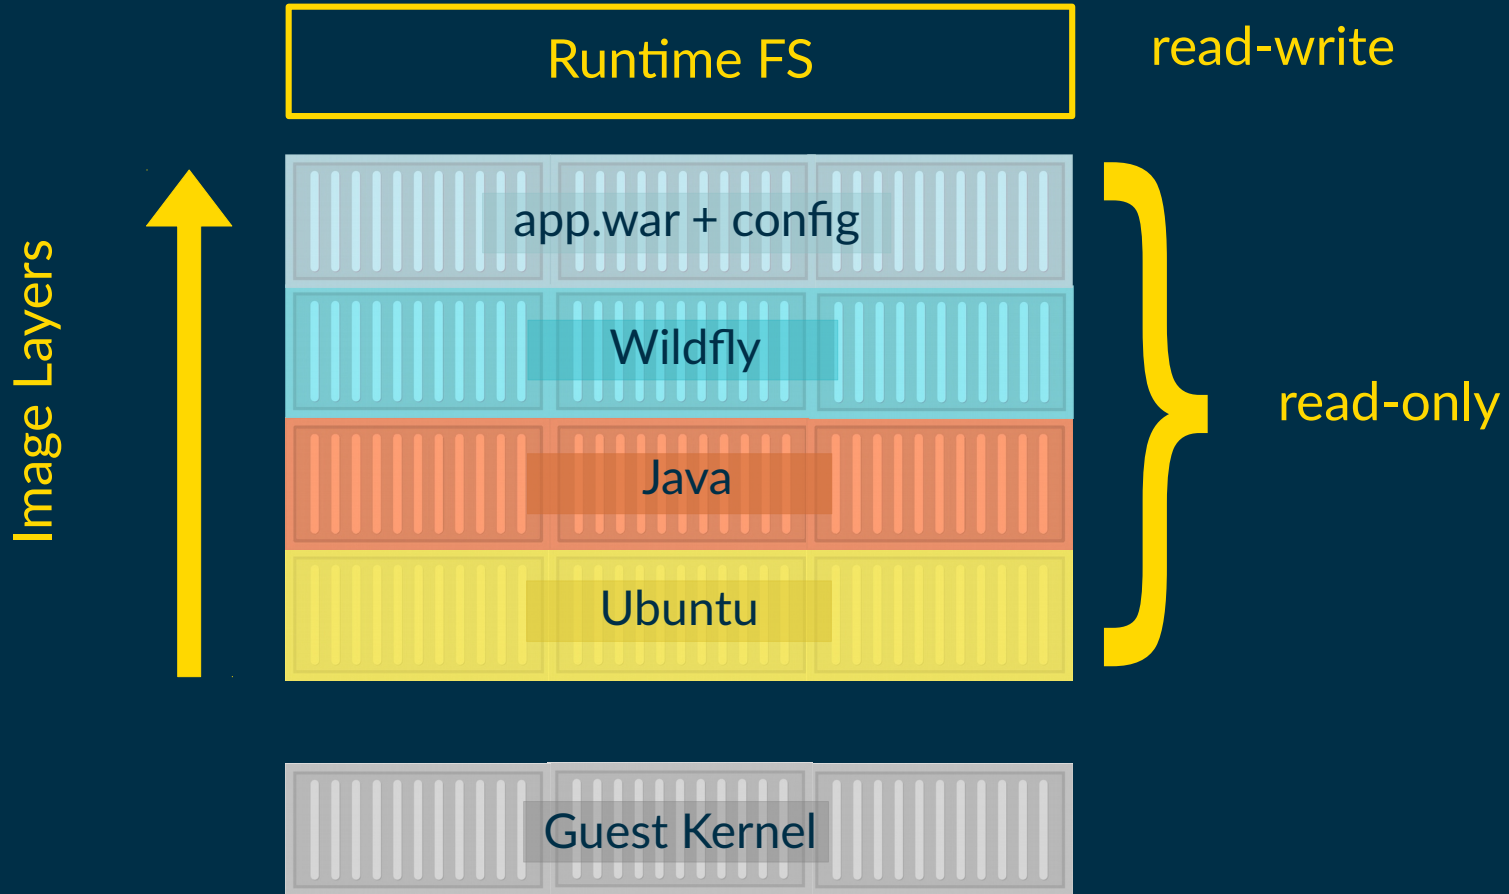 Runtime FS
read-write
Image Layers
app.war + config
Wildfly
Java
read-only
Ubuntu
Guest Kernel